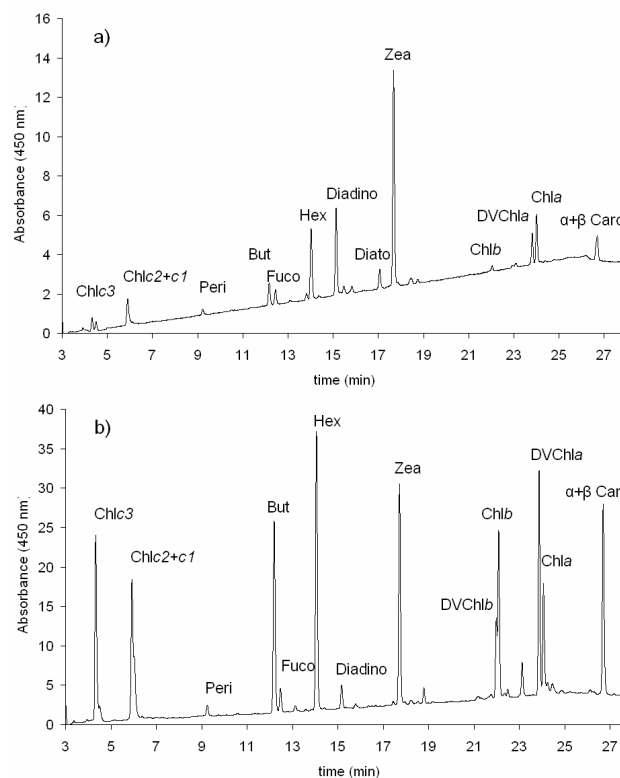 a)
Absorbance (450 nm)
16
14
12
10
8
6
4
2
0
Chlc3
Chlc2+c1
Peri
But
Fuco
Hex
Diadino
Diato
Zea
Chlb
DVChla
Chla
α+β Caro
3 5 7 9 11 13 15 17 19 21 23 25 27
time (min)
b)
Absorbance (450 nm)
40
35
30
25
20
15
10
5
0
Chlc3
Chlc2+c1
Peri
But
Fuco
Hex
Diadino
Zea
DVChlb
Chlb
DVChla
Chla
α+β Car
3 5 7 9 11 13 15 17 19 21 23 25 27
time (min)